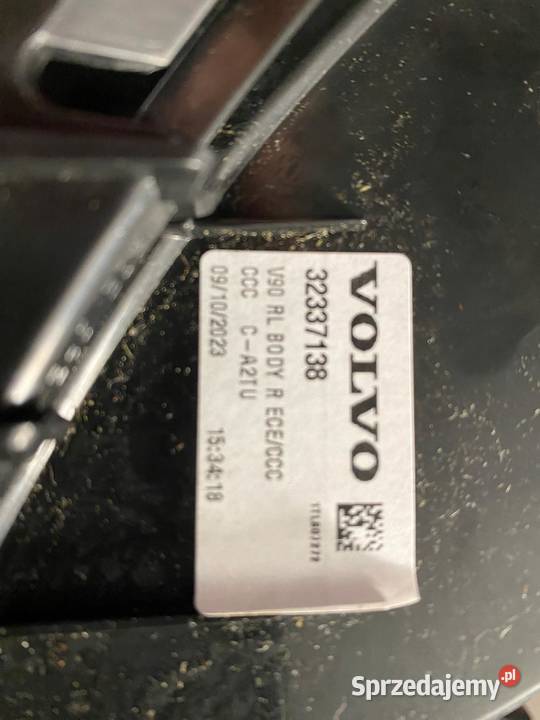 VOLVO
32337138
V90 RL BODY R ECE/CCC
CCC C-A2TU
09/10/2023 15:34:18
Sprzedajemy.pl